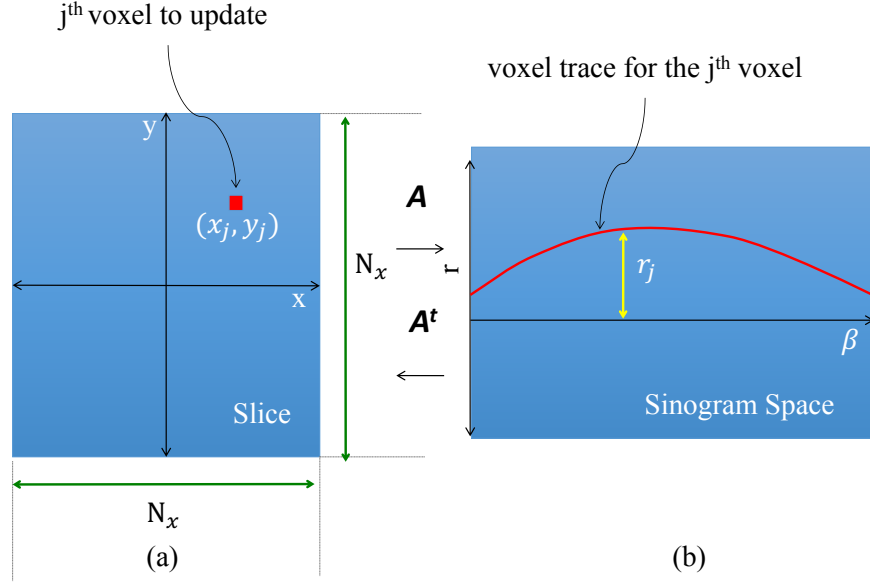 jᵗʰ voxel to update
voxel trace for the jᵗʰ voxel
y
(xⱼ, yⱼ)
A
Nₓ
r
rⱼ
x
Aᵗ
β
Slice
Sinogram Space
Nₓ
(a)
(b)